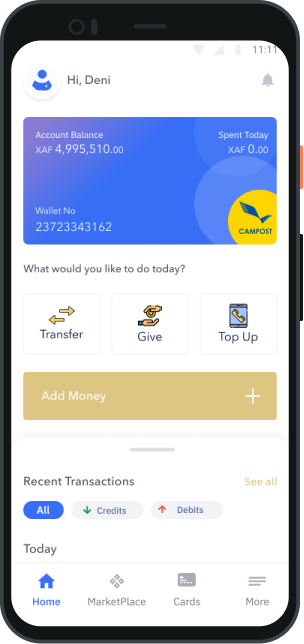 11:11
Hi, Deni
Account Balance
Spent Today
XAF 4,995,510.00
XAF 0.00
CAMPOST
Wallet No
23723343162
What would you like to do today?
Transfer
Give
Top Up
Add Money
Recent Transactions
See all
All
Credits
Debits
Today
Home
MarketPlace
Cards
More